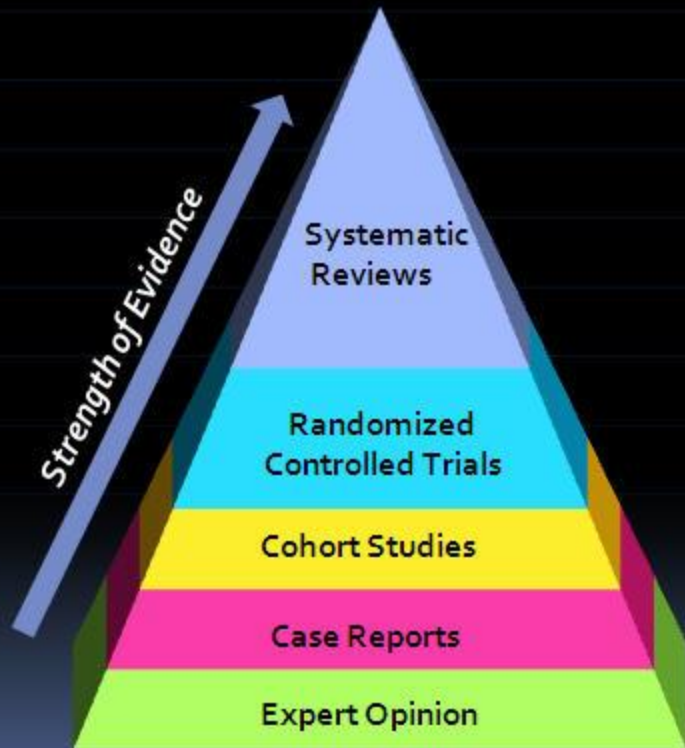 Strength of Evidence
Systematic
Reviews
Randomized
Controlled Trials
Cohort Studies
Case Reports
Expert Opinion